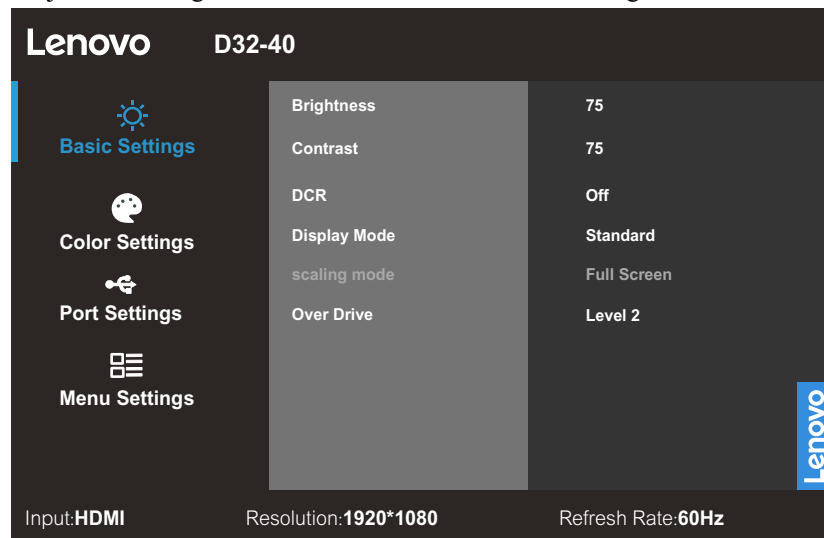 Lenovo D32-40
Basic Settings
Color Settings
Port Settings
Menu Settings
Brightness 75
Contrast 75
DCR Off
Display Mode Standard
scaling mode Full Screen
Over Drive Level 2
Lenovo
Input:HDMI Resolution:1920*1080 Refresh Rate:60Hz